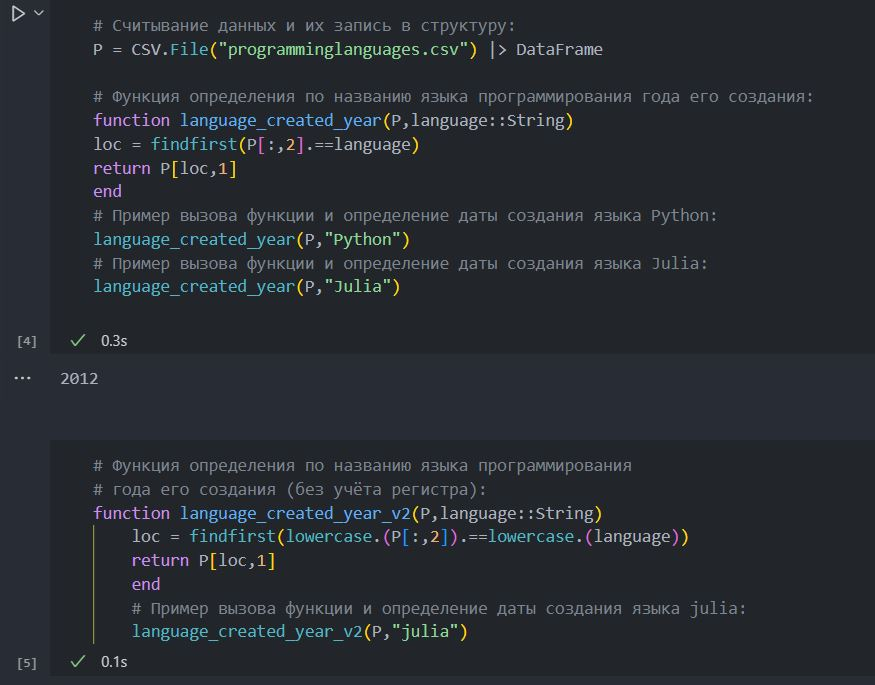 # Считывание данных и их запись в структуру:
P = CSV.File("programminglanguages.csv") |> DataFrame
# Функция определения по названию языка программирования года его создания:
function language_created_year(P,language::String)
loc = findfirst(P[:,2].==language)
return P[loc,1]
end
# Пример вызова функции и определение даты создания языка Python:
language_created_year(P,"Python")
# Пример вызова функции и определение даты создания языка Julia:
language_created_year(P,"Julia")
[4] ✓ 0.3s
... 2012
# Функция определения по названию языка программирования
# года его создания (без учёта регистра):
function language_created_year_v2(P,language::String)
loc = findfirst(lowercase.(P[:,2]).==lowercase.(language))
return P[loc,1]
end
# Пример вызова функции и определение даты создания языка julia:
language_created_year_v2(P,"julia")
[5] ✓ 0.1s